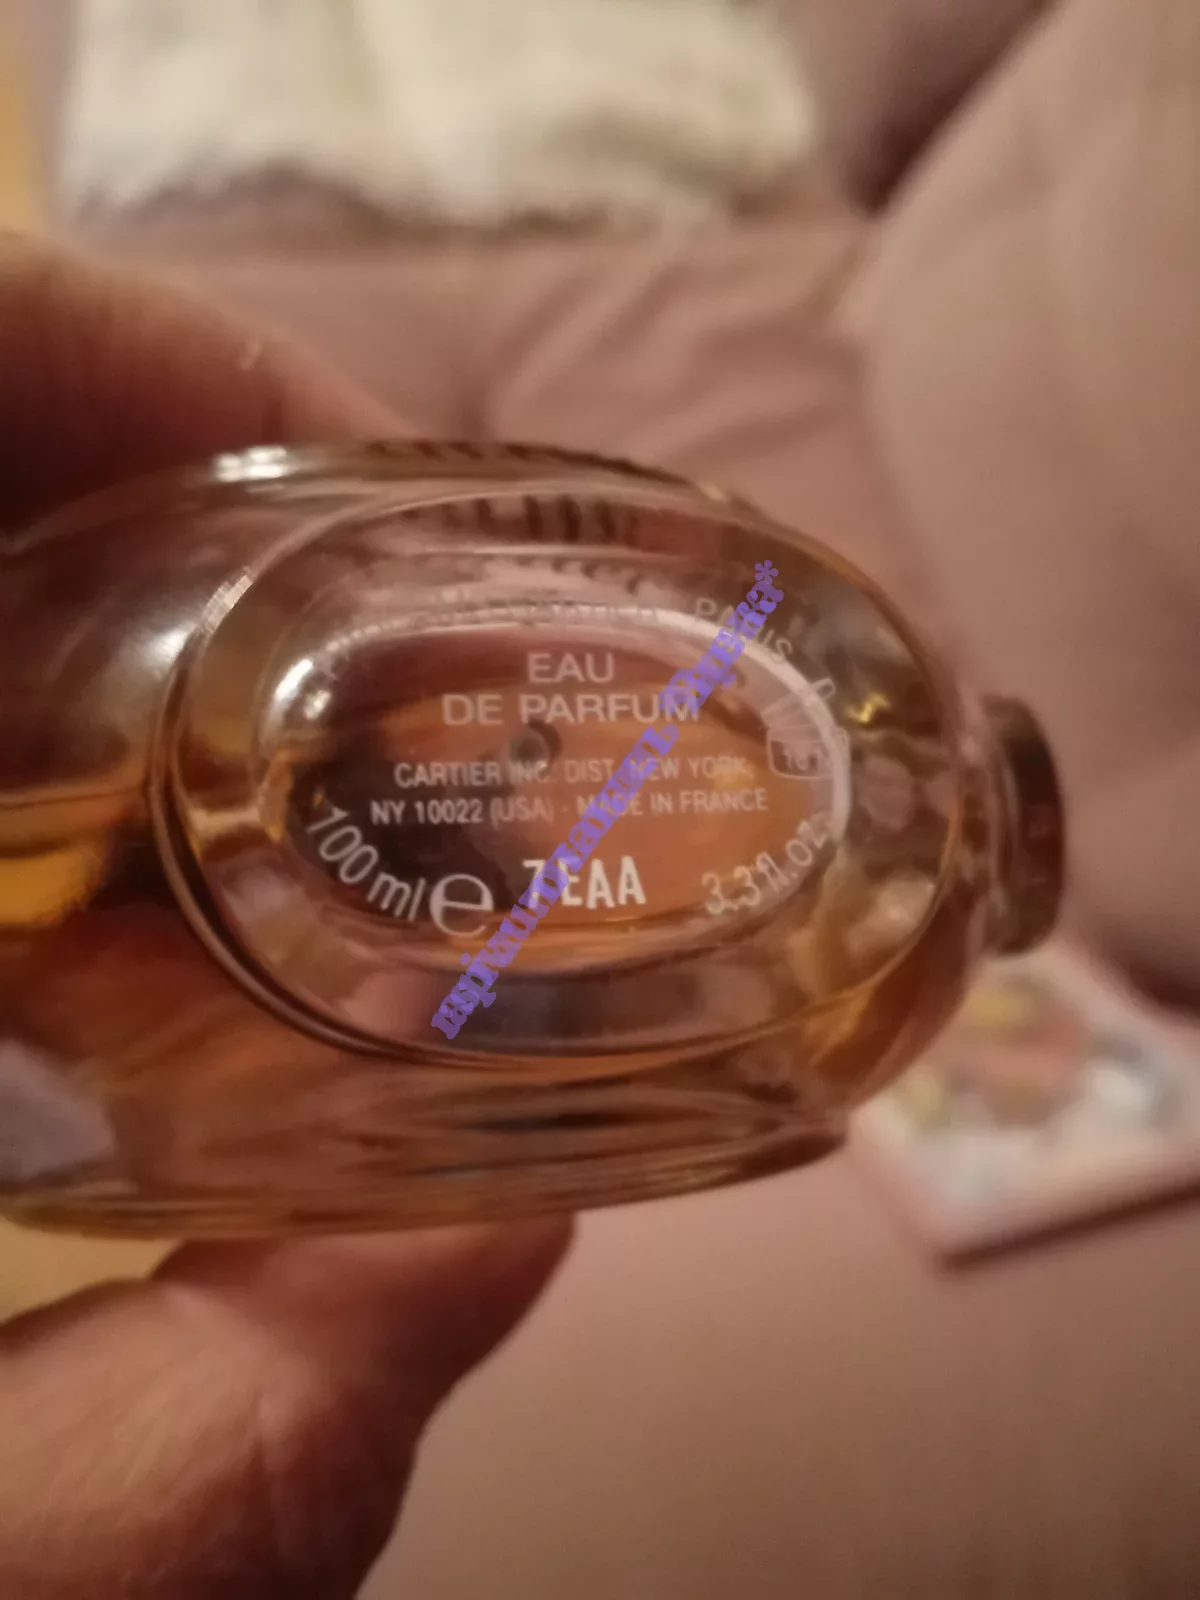 PARIS
EAU
DE PARFUM
CARTIER INC. DIST. NEW YORK,
NY 10022 (USA) - MADE IN FRANCE
100 ml e 7EAA 3.3 fl. oz